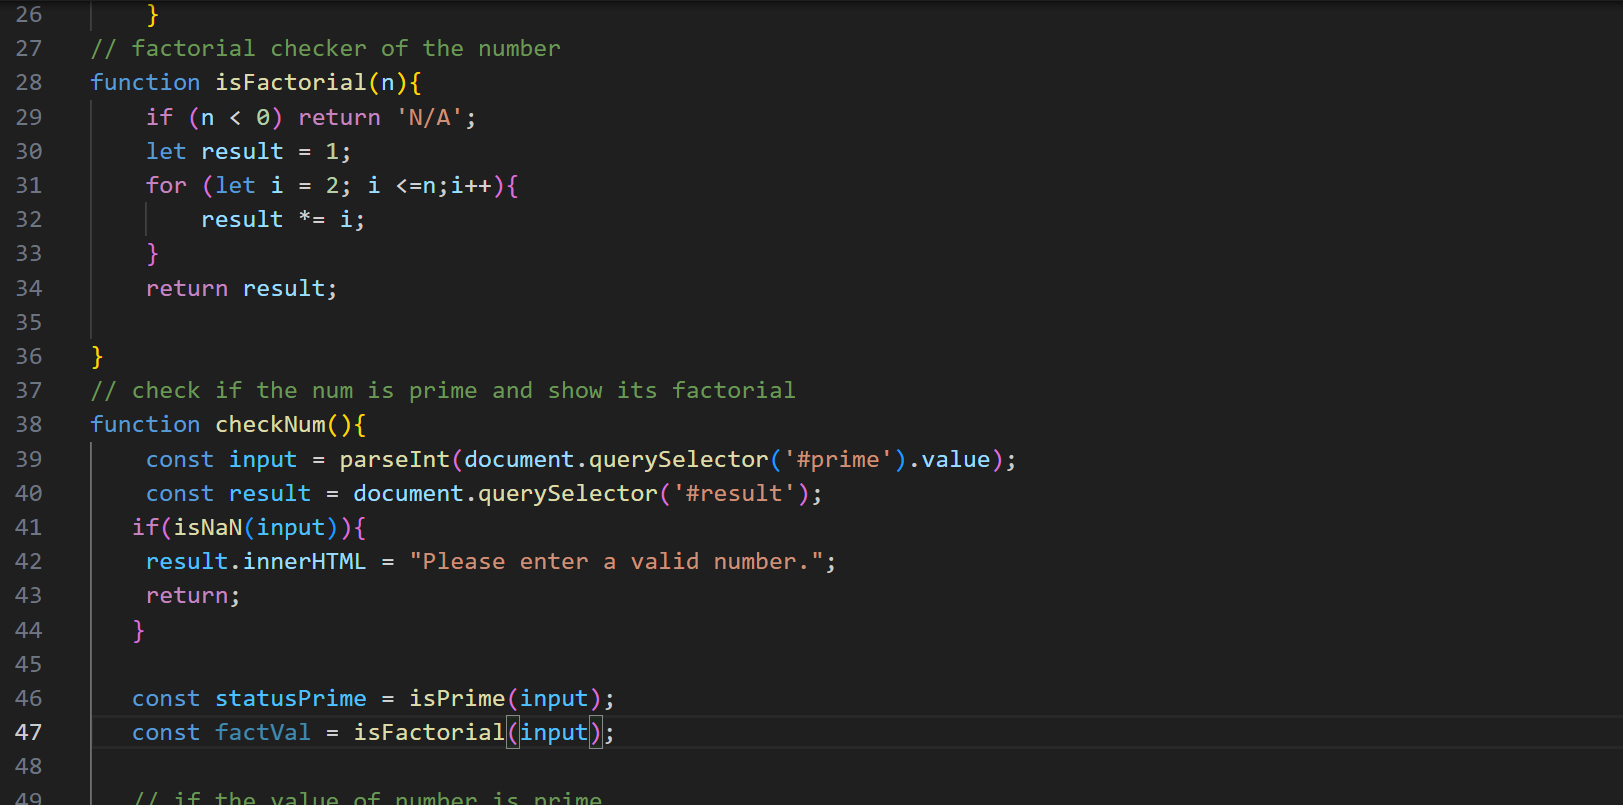 26 }
27 // factorial checker of the number
28 function isFactorial(n){
29 if (n < 0) return 'N/A';
30 let result = 1;
31 for (let i = 2; i <=n;i++){
32 result *= i;
33 }
34 return result;
35
36 }
37 // check if the num is prime and show its factorial
38 function checkNum(){
39 const input = parseInt(document.querySelector('#prime').value);
40 const result = document.querySelector('#result');
41 if(isNaN(input)){
42 result.innerHTML = "Please enter a valid number.";
43 return;
44 }
45
46 const statusPrime = isPrime(input);
47 const factVal = isFactorial(input);
48
49 // if the value of number is prime